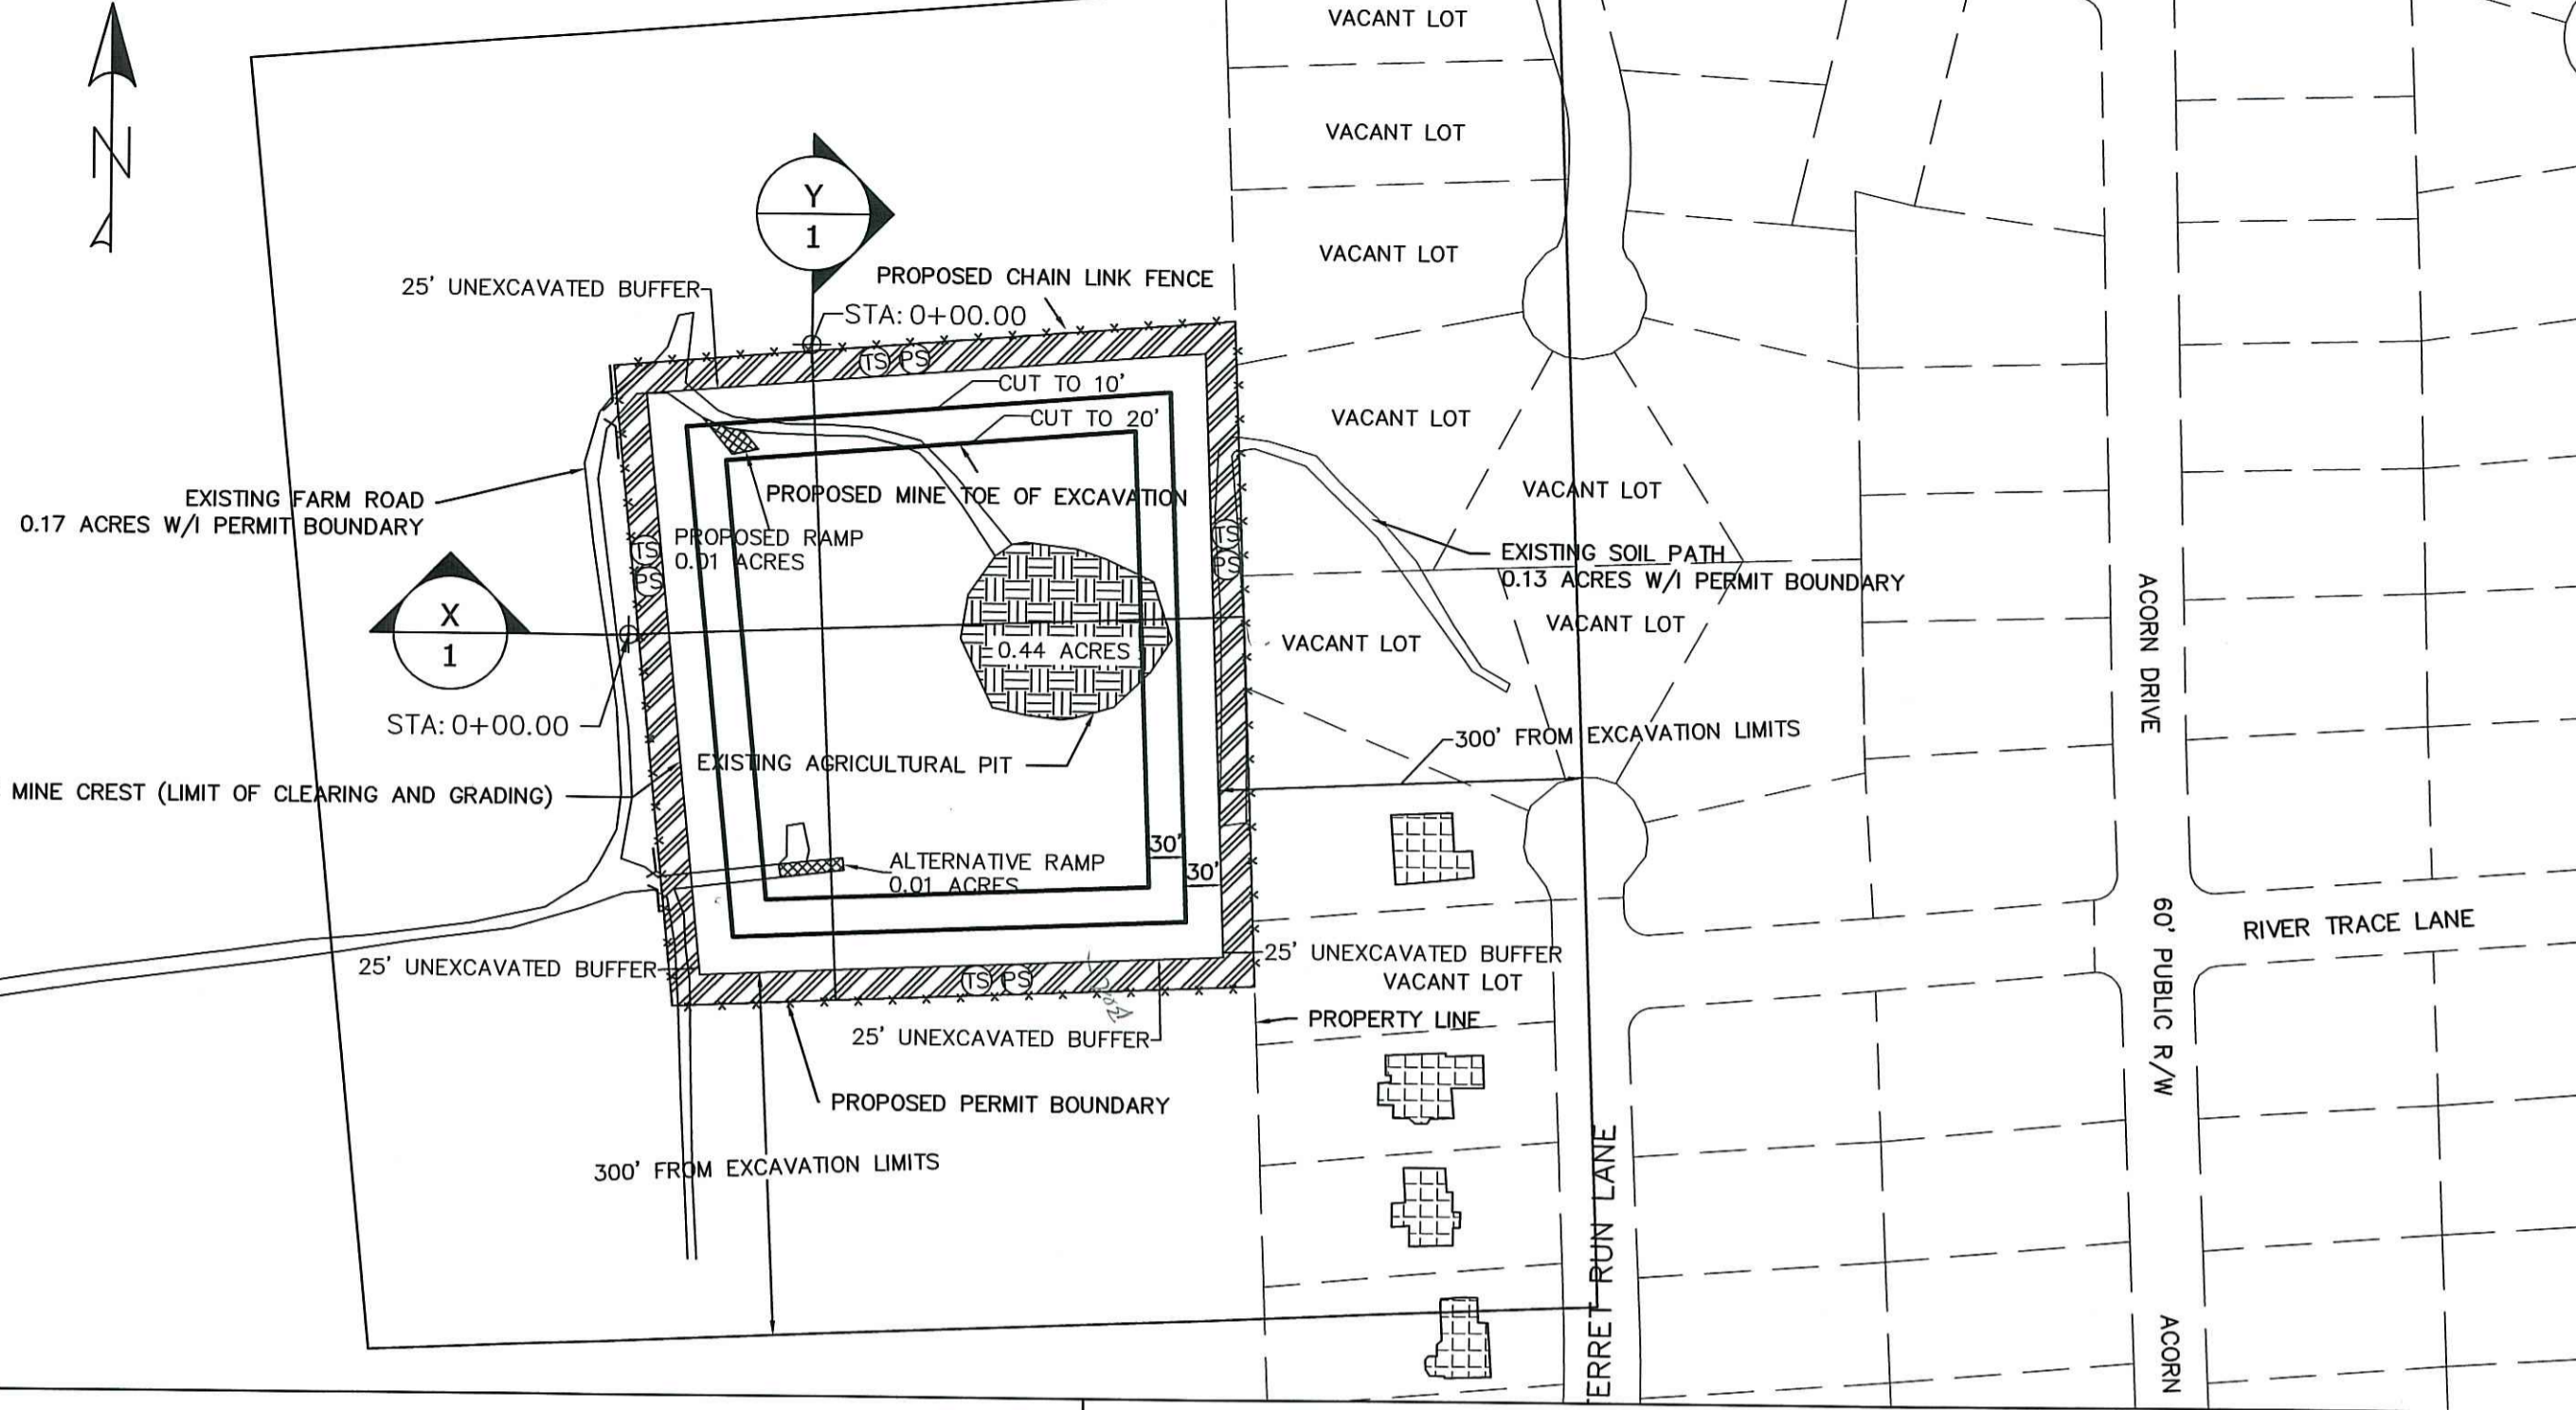 VACANT LOT
N
VACANT LOT
Y
1
VACANT LOT
PROPOSED CHAIN LINK FENCE
25' UNEXCAVATED BUFFER
STA: 0+00.00
TS PS
CUT TO 10'
CUT TO 20'
VACANT LOT
EXISTING FARM ROAD
0.17 ACRES W/I PERMIT BOUNDARY
PROPOSED MINE TOE OF EXCAVATION
VACANT LOT
PROPOSED RAMP
0.01 ACRES
TS
PS
TS
PS
EXISTING SOIL PATH
0.13 ACRES W/I PERMIT BOUNDARY
X
1
0.44 ACRES
VACANT LOT
VACANT LOT
ACORN DRIVE
STA: 0+00.00
300' FROM EXCAVATION LIMITS
EXISTING AGRICULTURAL PIT
MINE CREST (LIMIT OF CLEARING AND GRADING)
30'
30'
ALTERNATIVE RAMP
0.01 ACRES
60' PUBLIC R/W
RIVER TRACE LANE
25' UNEXCAVATED BUFFER
25' UNEXCAVATED BUFFER
VACANT LOT
TS PS
PROPERTY LINE
25' UNEXCAVATED BUFFER
PROPOSED PERMIT BOUNDARY
300' FROM EXCAVATION LIMITS
ERRET RUN LANE
ACORN